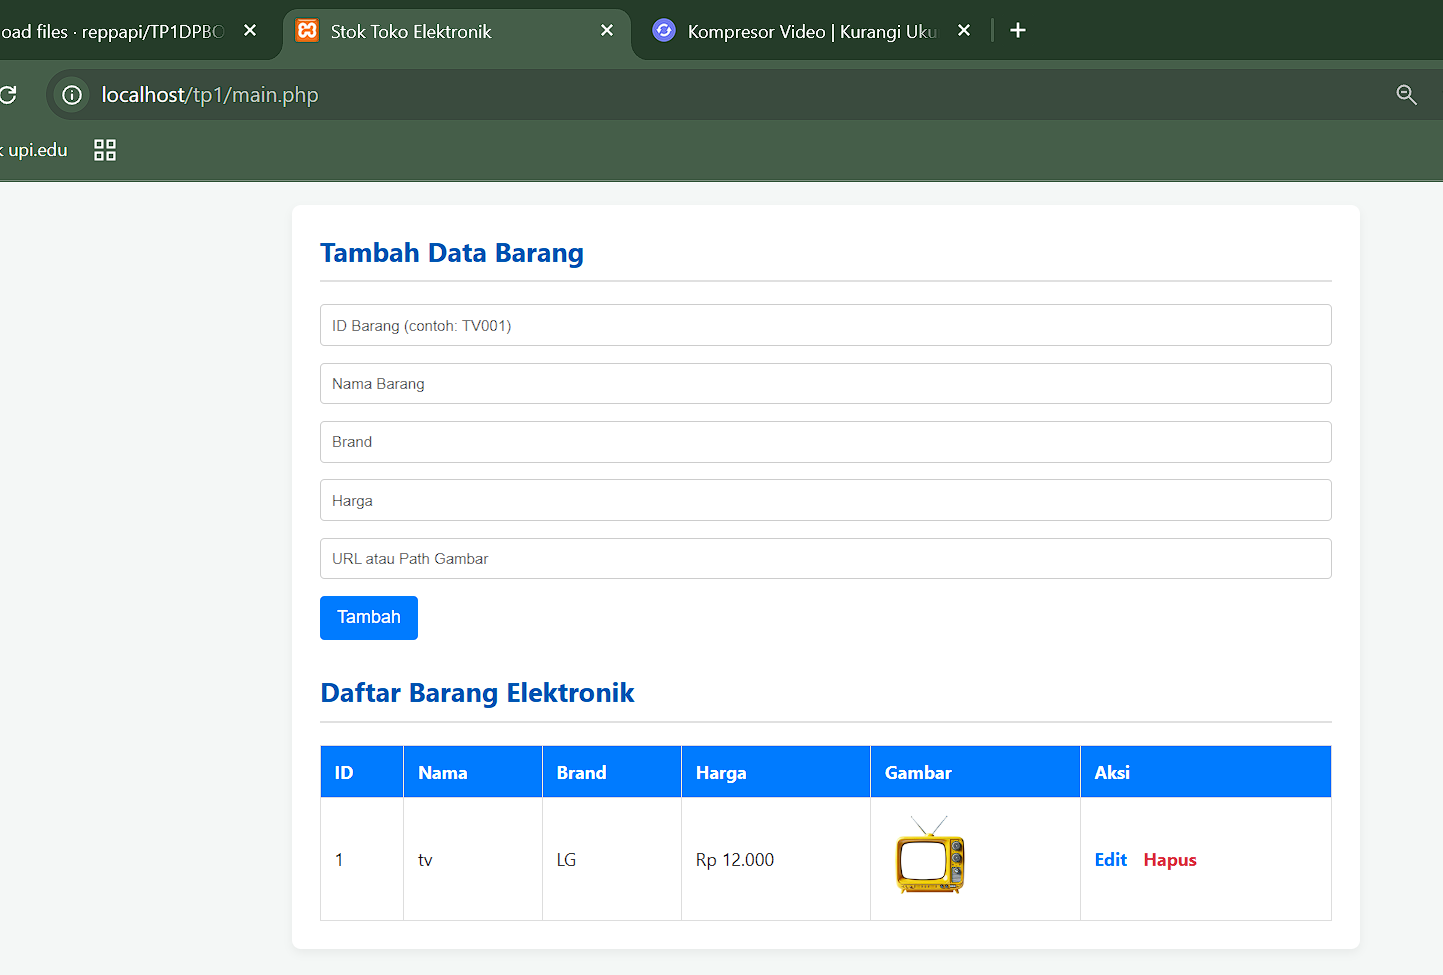 oad files · reppapi/TP1DPBO
Stok Toko Elektronik
Kompresor Video | Kurangi Uku
localhost/tp1/main.php
upi.edu
Tambah Data Barang
ID Barang (contoh: TV001)
Nama Barang
Brand
Harga
URL atau Path Gambar
Tambah
Daftar Barang Elektronik
ID Nama Brand Harga Gambar Aksi
1 tv LG Rp 12.000 Edit Hapus